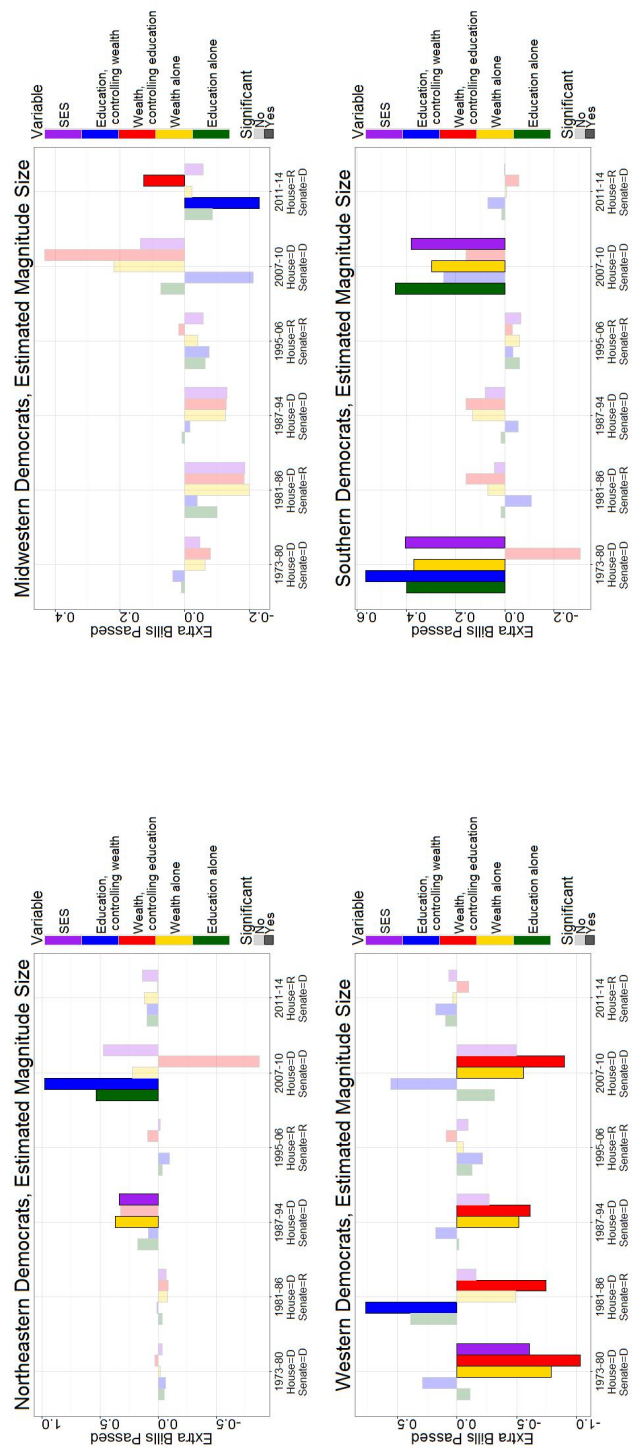 Northeastern Democrats, Estimated Magnitude Size
Extra Bills Passed
1.0
0.5
0.0
-0.5
1973-80
House=D
Senate=D
1981-86
House=D
Senate=R
1987-94
House=D
Senate=D
1995-06
House=R
Senate=R
2007-10
House=D
Senate=D
2011-14
House=R
Senate=D
Variable
SES
Education,
controlling wealth
Wealth,
controlling education
Wealth alone
Education alone
Significant
No
Yes
Midwestern Democrats, Estimated Magnitude Size
Extra Bills Passed
0.4
0.2
0.0
-0.2
1973-80
House=D
Senate=D
1981-86
House=D
Senate=R
1987-94
House=D
Senate=D
1995-06
House=R
Senate=R
2007-10
House=D
Senate=D
2011-14
House=R
Senate=D
Variable
SES
Education,
controlling wealth
Wealth,
controlling education
Wealth alone
Education alone
Significant
No
Yes
Western Democrats, Estimated Magnitude Size
Extra Bills Passed
0.5
0.0
-0.5
-1.0
1973-80
House=D
Senate=D
1981-86
House=D
Senate=R
1987-94
House=D
Senate=D
1995-06
House=R
Senate=R
2007-10
House=D
Senate=D
2011-14
House=R
Senate=D
Variable
SES
Education,
controlling wealth
Wealth,
controlling education
Wealth alone
Education alone
Significant
No
Yes
Southern Democrats, Estimated Magnitude Size
Extra Bills Passed
0.6
0.4
0.2
0.0
-0.2
1973-80
House=D
Senate=D
1981-86
House=D
Senate=R
1987-94
House=D
Senate=D
1995-06
House=R
Senate=R
2007-10
House=D
Senate=D
2011-14
House=R
Senate=D
Variable
SES
Education,
controlling wealth
Wealth,
controlling education
Wealth alone
Education alone
Significant
No
Yes